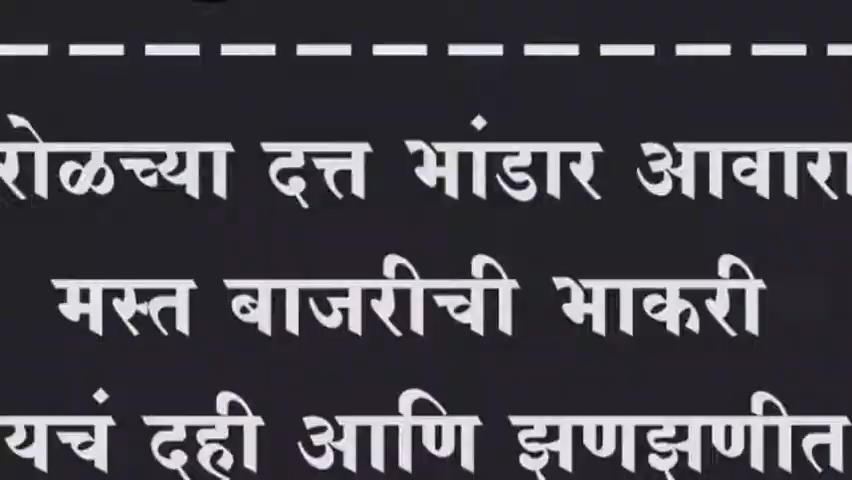 रोळच्या दत्त भांडार आवारा
मस्त बाजरीची भाकरी
यचं दही आणि झणझणीत